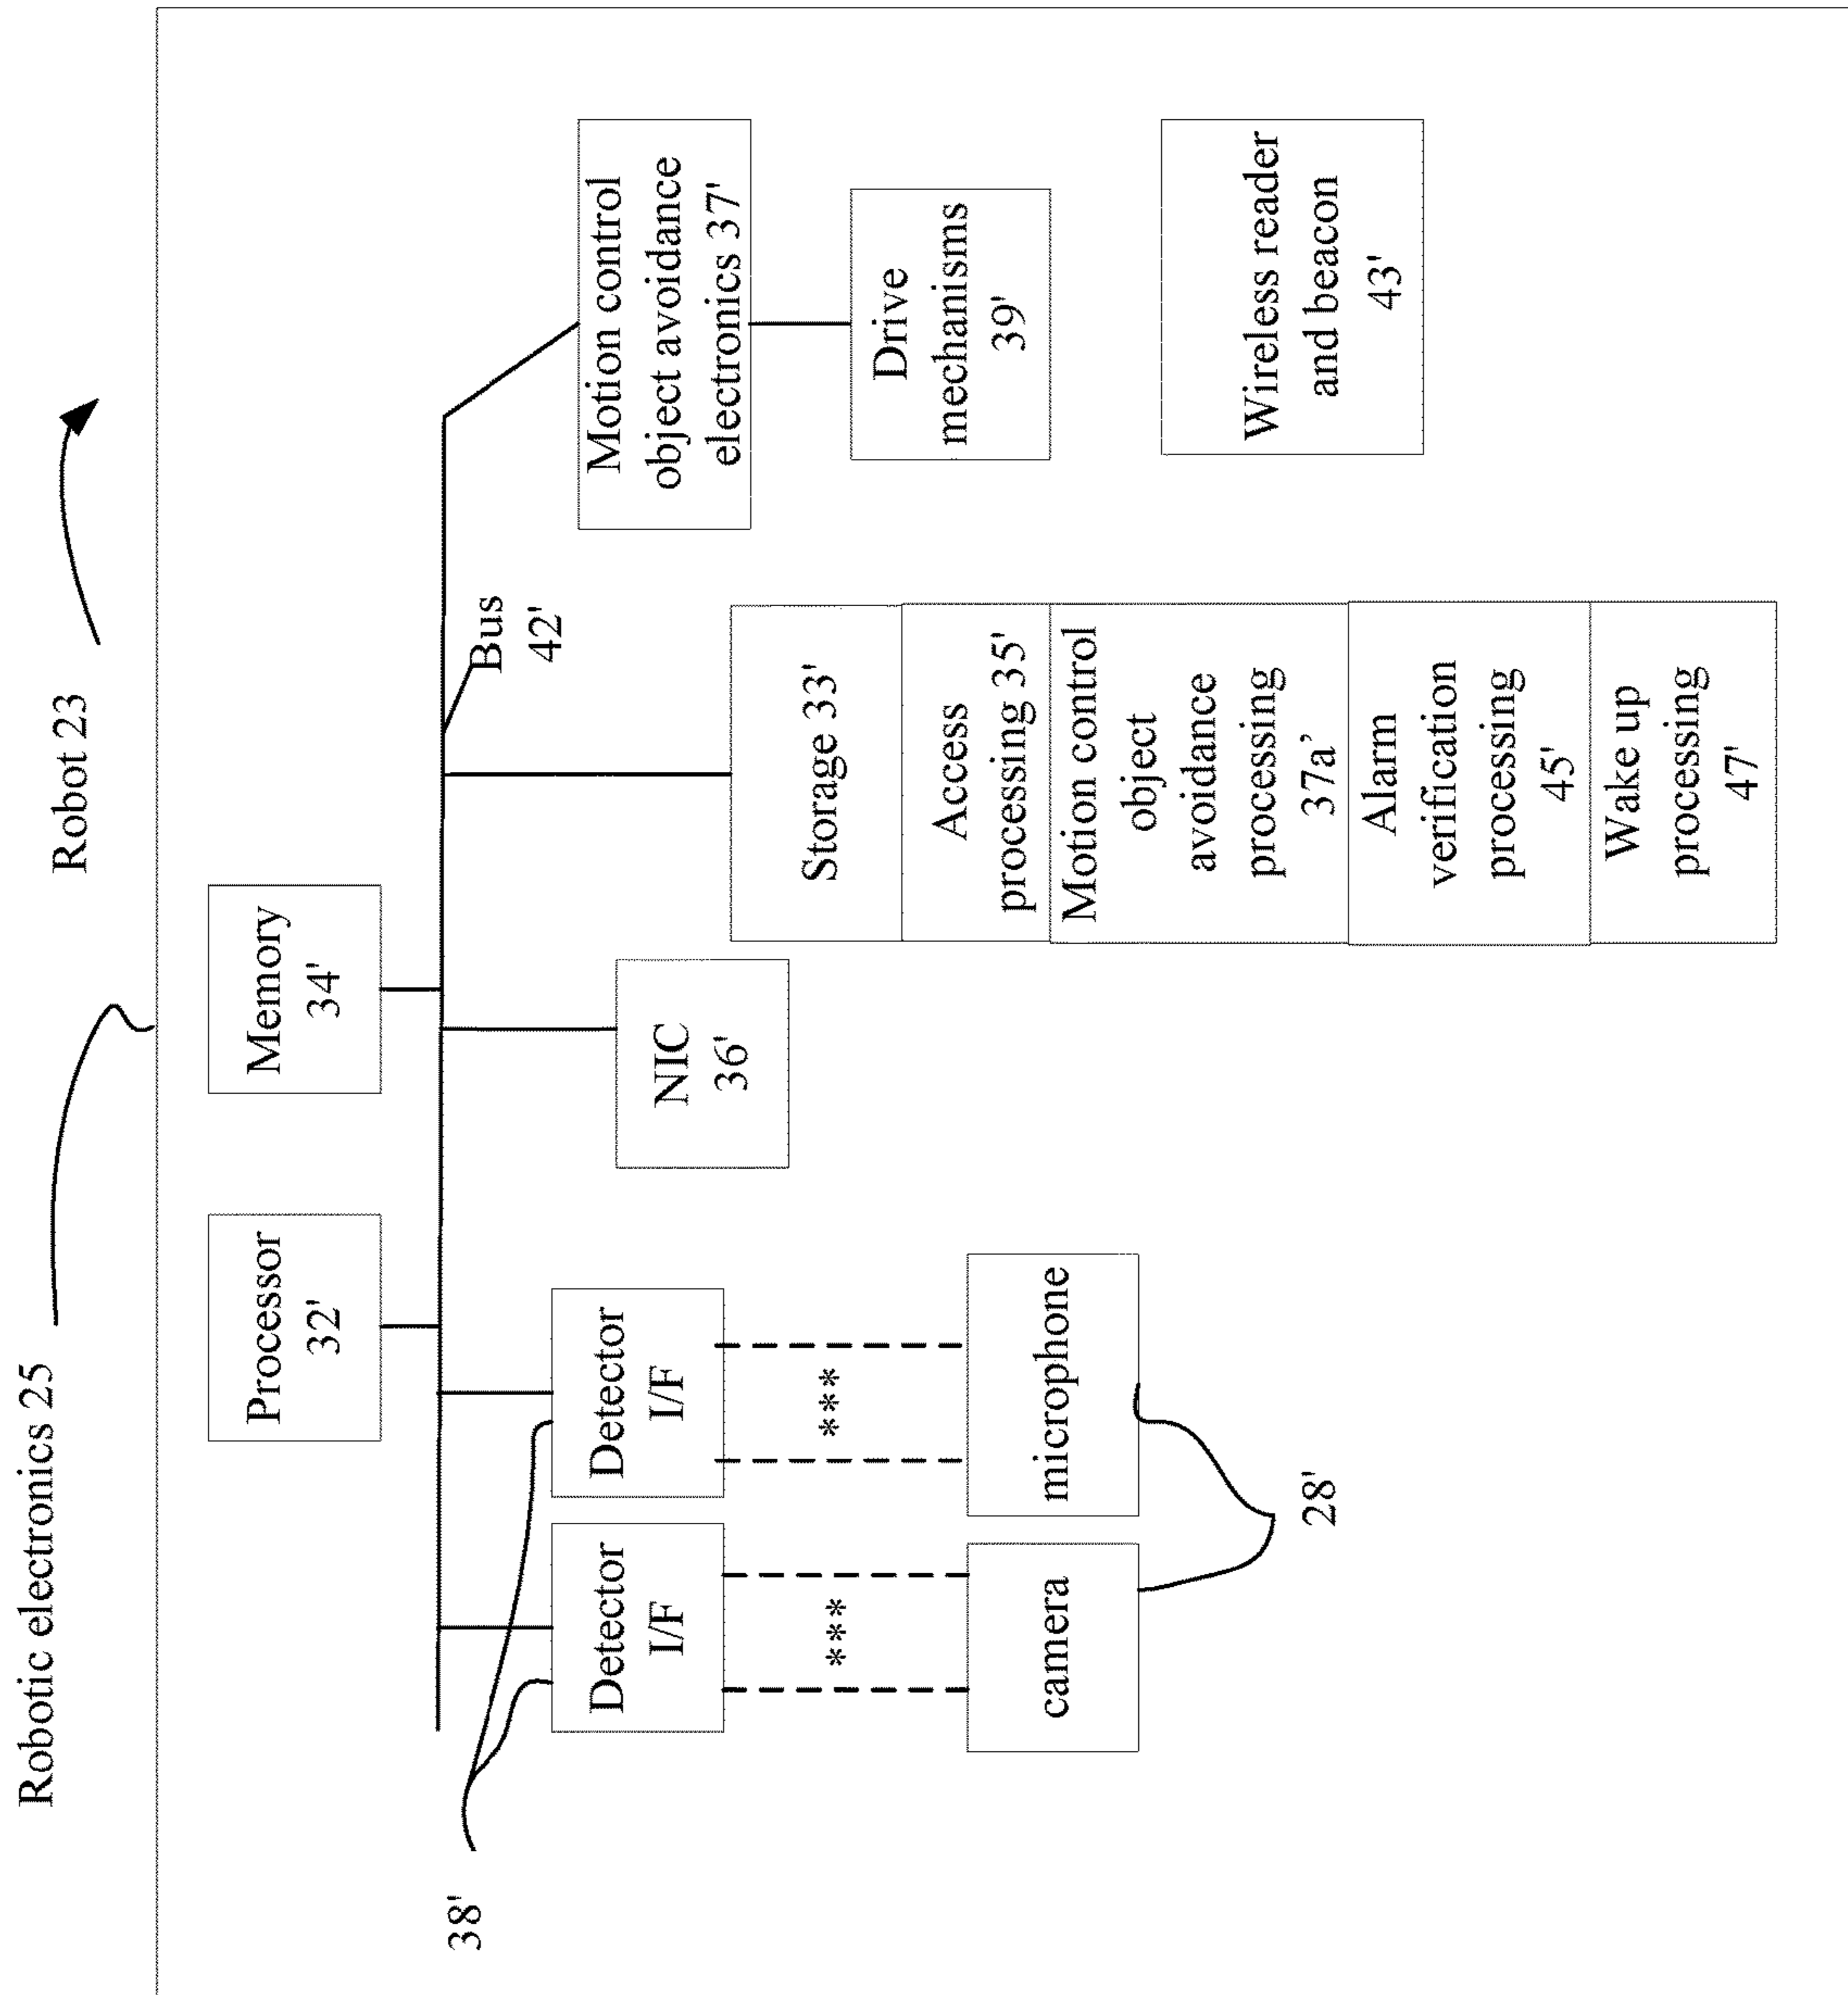 Robotic electronics 25
Robot 23
Processor
32'
Memory
34'
Bus
42'
38'
Detector
I/F
Detector
I/F
NIC
36'
Motion control
object avoidance
electronics 37'
***
***
Storage 33'
Drive
mechanisms
39'
camera
microphone
Access
processing 35'
Motion control
object
avoidance
processing
37a’
Wireless reader
and beacon
43'
28'
Alarm
verification
processing
45'
Wake up
processing
47'